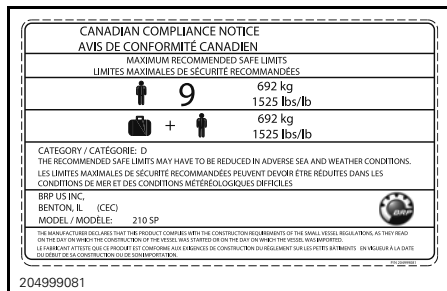 CANADIAN COMPLIANCE NOTICE
AVIS DE CONFORMITÉ CANADIEN
MAXIMUM RECOMMENDED SAFE LIMITS
LIMITES MAXIMALES DE SÉCURITÉ RECOMMANDÉES
9 692 kg
1525 lbs/lb
+ 692 kg
1525 lbs/lb
CATEGORY / CATÉGORIE: D
THE RECOMMENDED SAFE LIMITS MAY HAVE TO BE REDUCED IN ADVERSE SEA AND WEATHER CONDITIONS.
LES LIMITES MAXIMALES DE SÉCURITÉ RECOMMANDÉES PEUVENT DEVOIR ÊTRE RÉDUITES DANS LES
CONDITIONS DE MER ET DES CONDITIONS MÉTÉREOLOGIQUES DIFFICILES
BRP US INC,
BENTON, IL (CEC)
MODEL / MODÈLE: 210 SP
BRP
THE MANUFACTURER DECLARES THAT THIS PRODUCT COMPLIES WITH THE CONSTRUCTON REQUIREMENTS OF THE SMALL VESSEL REGULATIONS, AS THEY READ
ON THE DAY ON WHICH THE CONSTRUCTION OF THE VESSEL WAS STARTED OR ON THE DAY ON WHICH THE VESSEL WAS IMPORTED.
LE FABRICANT ATTESTE QUE CE PRODUIT EST CONFORME AUX EXIGENCES DE CONSTRUCTION DU REGLEMENT SUR LES PETITS BÂTIMENTS EN VIGUEUR À LA DATE
DU DÉBUT DE SA CONSTRUCTION OU DE SON IMPORTATION.
P/N 204999081
204999081